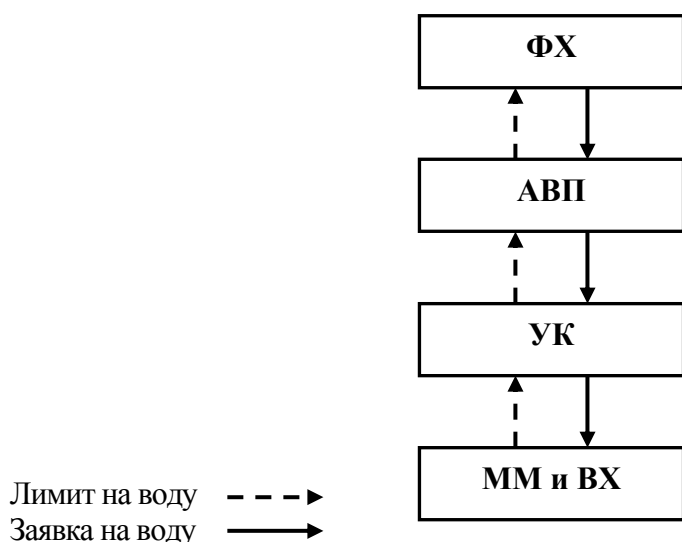 ФХ
АВП
УК
ММ и ВХ
Лимит на воду
Заявка на воду